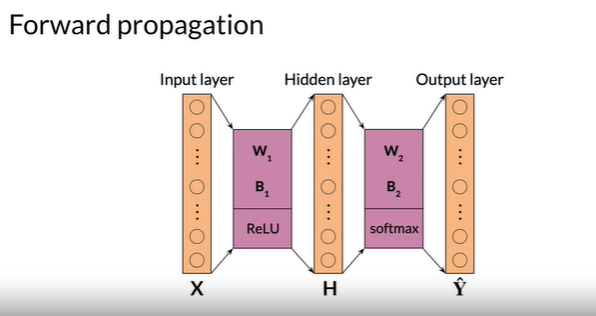 Forward propagation
Input layer Hidden layer Output layer
W₁ W₂
B₁ B₂
ReLU softmax
X H Ŷ